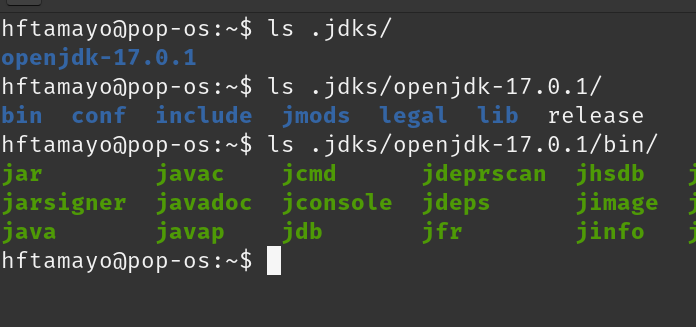 hftamayo@pop-os:~$ ls .jdks/
openjdk-17.0.1
hftamayo@pop-os:~$ ls .jdks/openjdk-17.0.1/
bin conf include jmods legal lib release
hftamayo@pop-os:~$ ls .jdks/openjdk-17.0.1/bin/
jar javac jcmd jdeprscan jhsdb
jarsigner javadoc jconsole jdeps jimage
java javap jdb jfr jinfo
hftamayo@pop-os:~$